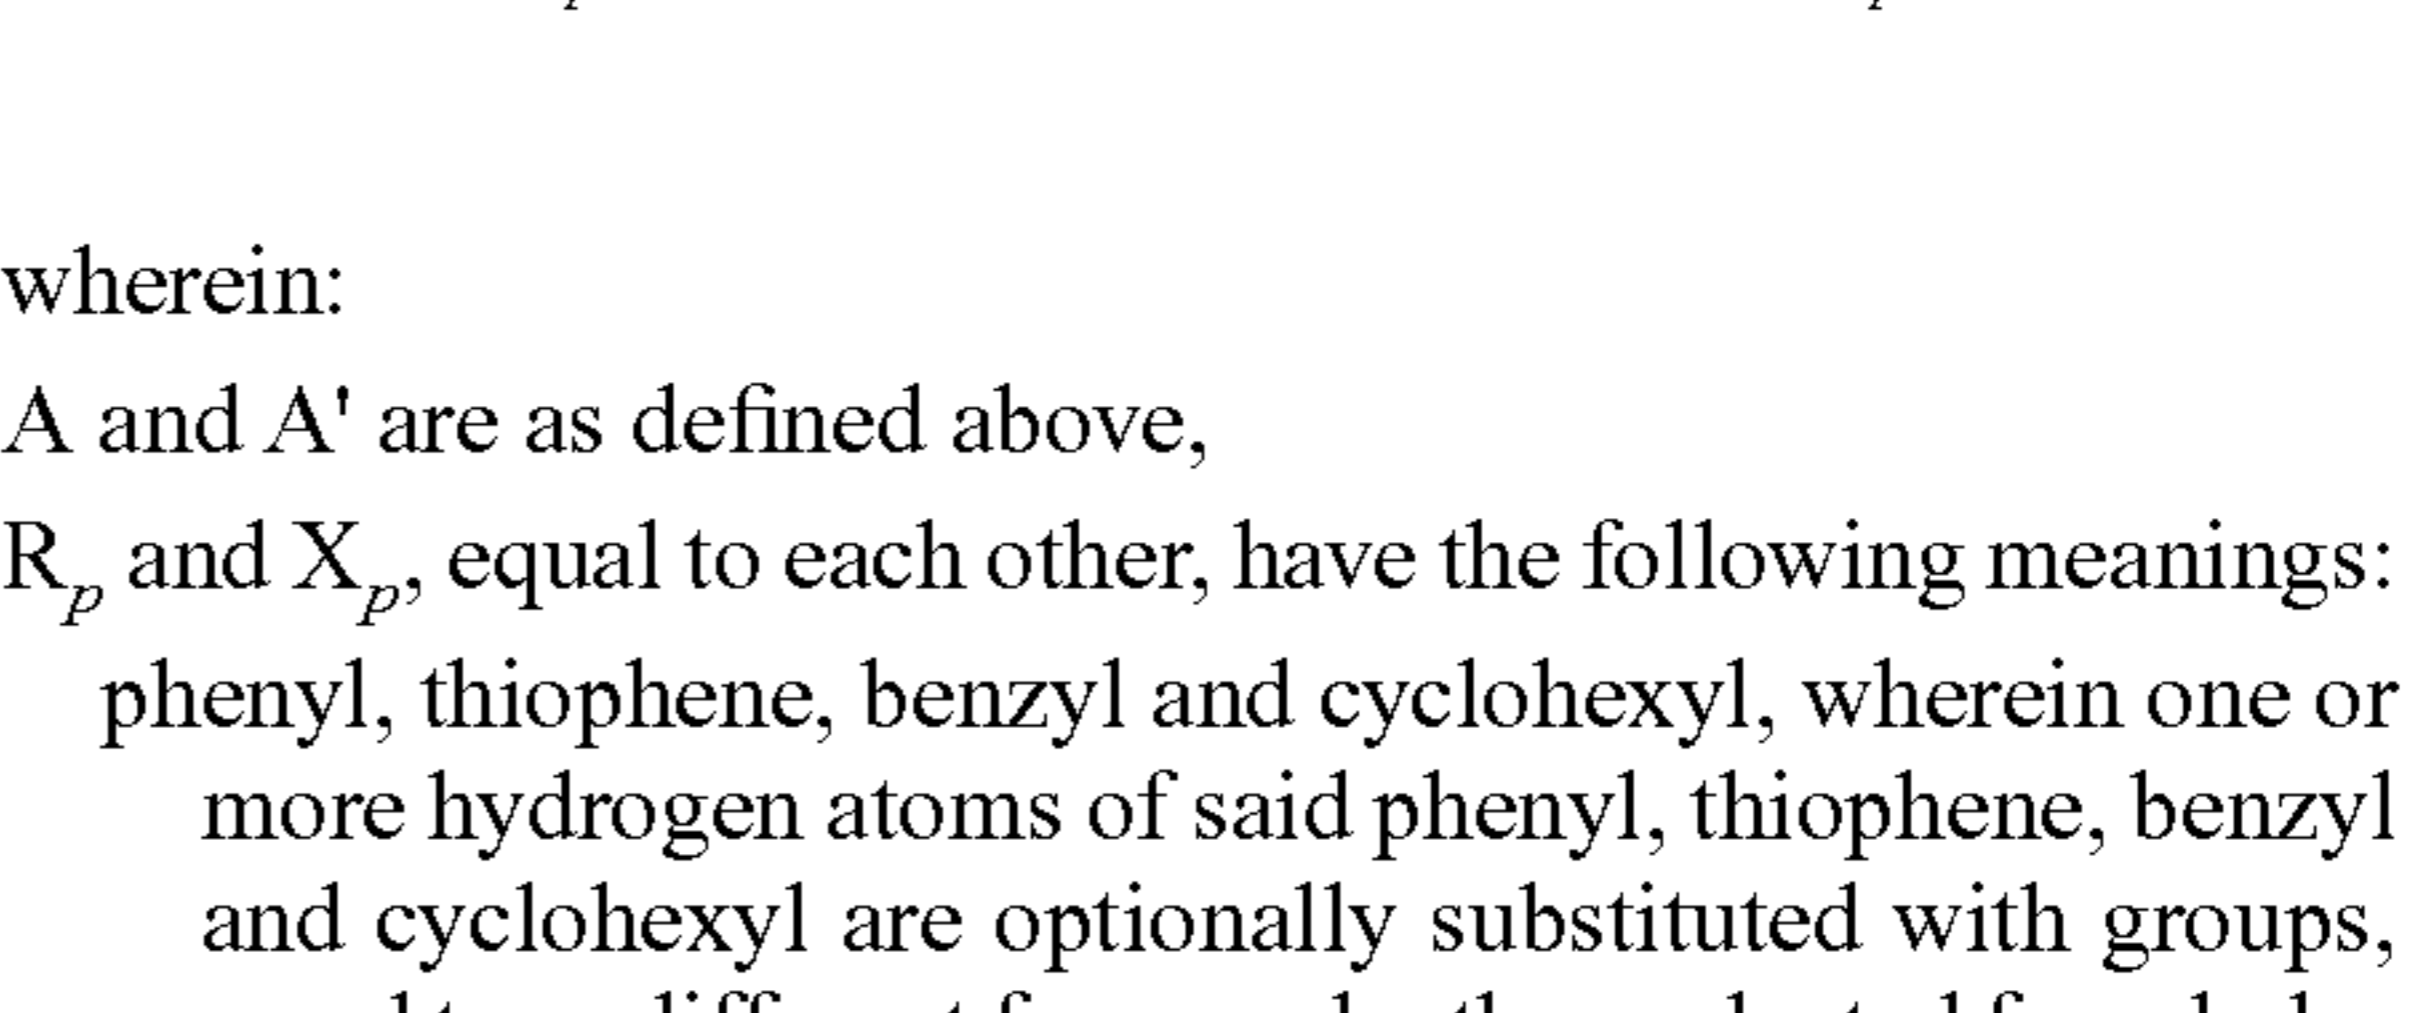 wherein:
A and A' are as defined above,
R_p and X_p, equal to each other, have the following meanings:
phenyl, thiophene, benzyl and cyclohexyl, wherein one or
more hydrogen atoms of said phenyl, thiophene, benzyl
and cyclohexyl are optionally substituted with groups,